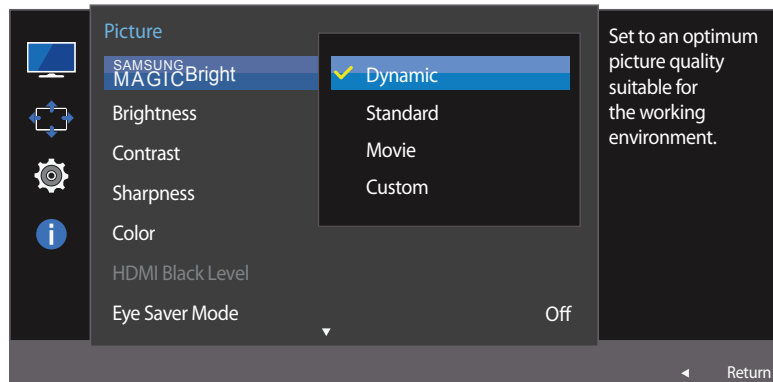 Picture
SAMSUNG
MAGICBright
Brightness
Contrast
Sharpness
Color
HDMI Black Level
Eye Saver Mode Off
Dynamic
Standard
Movie
Custom
Set to an optimum
picture quality
suitable for
the working
environment.
Return